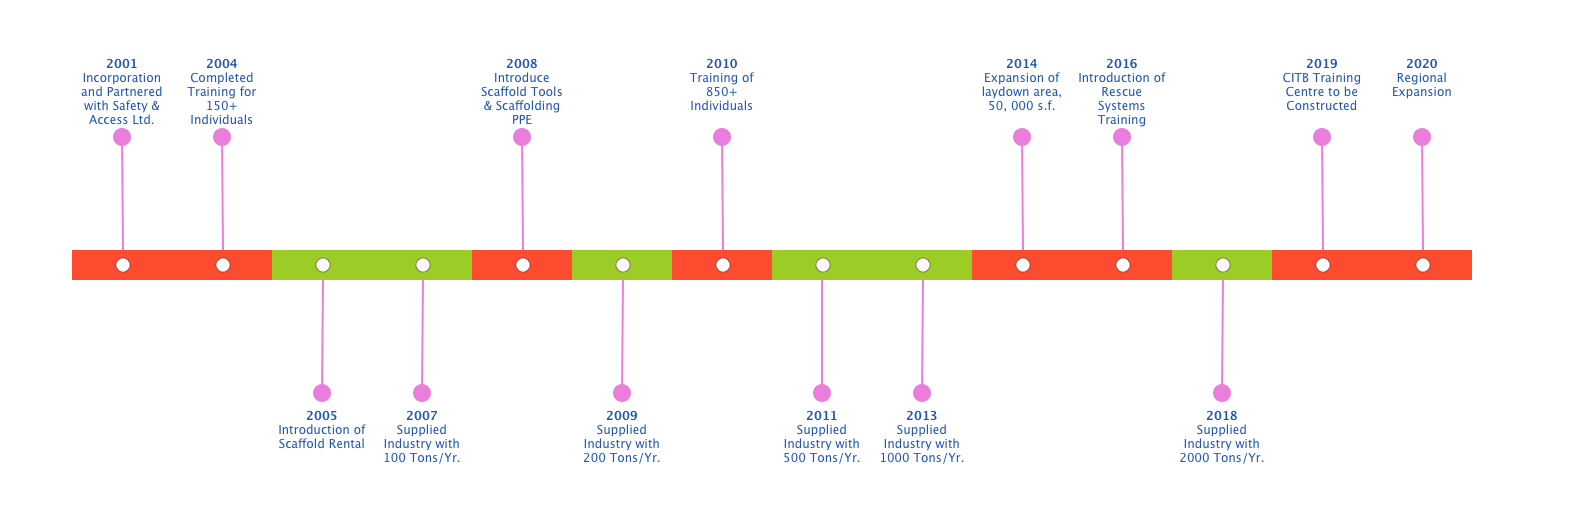 2001
Incorporation
and Partnered
with Safety &
Access Ltd.
2004
Completed
Training for
150+
Individuals
2008
Introduce
Scaffold Tools
& Scaffolding
PPE
2010
Training of
850+
Individuals
2014
Expansion of
laydown area,
50, 000 s.f.
2016
Introduction of
Rescue
Systems
Training
2019
CITB Training
Centre to be
Constructed
2020
Regional
Expansion
2005
Introduction of
Scaffold Rental
2007
Supplied
Industry with
100 Tons/Yr.
2009
Supplied
Industry with
200 Tons/Yr.
2011
Supplied
Industry with
500 Tons/Yr.
2013
Supplied
Industry with
1000 Tons/Yr.
2018
Supplied
Industry with
2000 Tons/Yr.